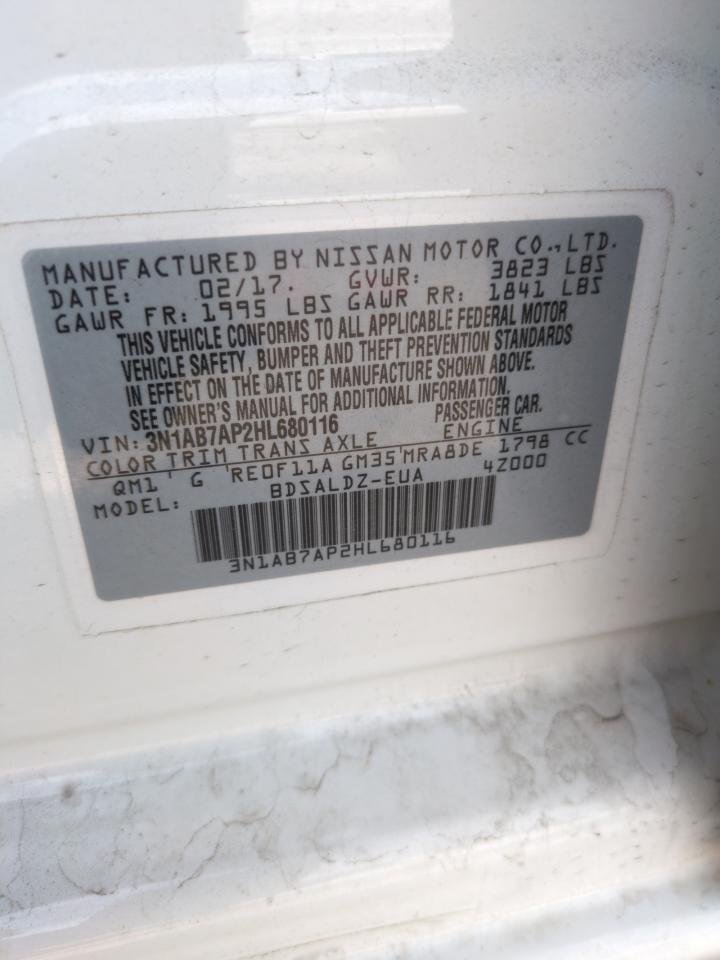 MANUFACTURED BY NISSAN MOTOR CO., LTD.
DATE: 02/17. GVWR: 3823 LBS
GAWR FR: 1995 LBS GAWR RR: 1841 LBS
THIS VEHICLE CONFORMS TO ALL APPLICABLE FEDERAL MOTOR
VEHICLE SAFETY, BUMPER AND THEFT PREVENTION STANDARDS
IN EFFECT ON THE DATE OF MANUFACTURE SHOWN ABOVE.
SEE OWNER'S MANUAL FOR ADDITIONAL INFORMATION.
VIN: 3N1AB7AP2HL680116 PASSENGER CAR.
COLOR TRIM TRANS AXLE ENGINE
QM1 G RE0F11A GM35 MRA8DE 1798 CC
MODEL: BDSALDZ-EUA 4Z000
3N1AB7AP2HL680116